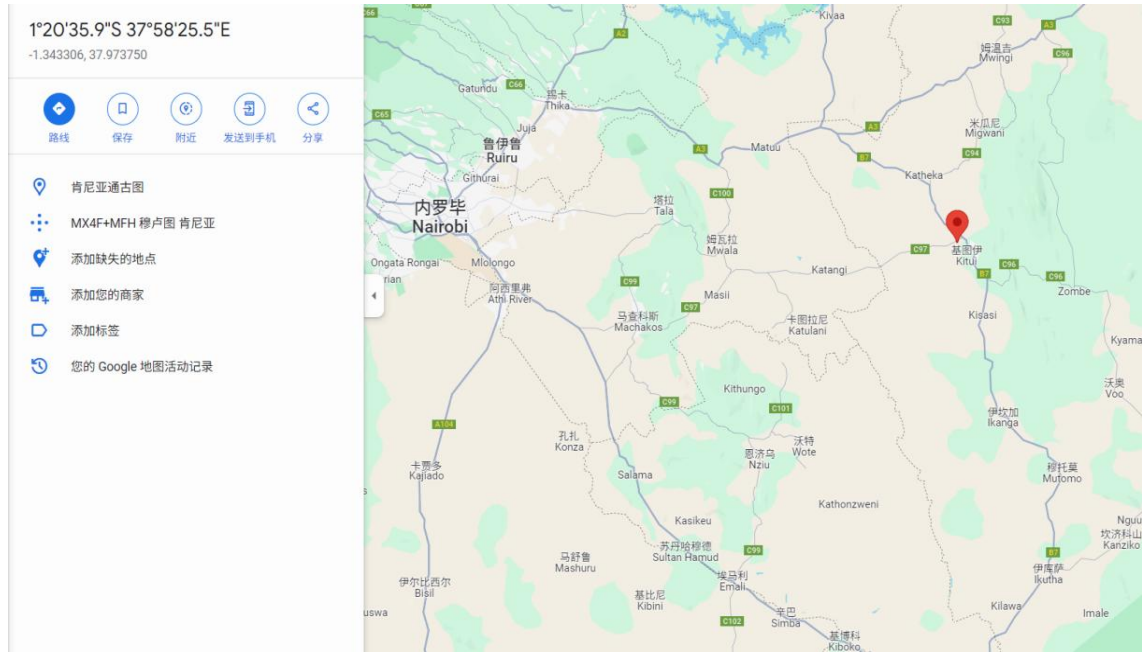 1°20'35.9"S 37°58'25.5"E
-1.343306, 37.973750
路线
保存
附近
发送到手机
分享
肯尼亚通古图
MX4F+MFH 穆卢图 肯尼亚
添加缺失的地点
添加您的商家
添加标签
您的 Google 地图活动记录
Kivaa
C66
A2
C93
A3
姆温吉
Mwingi
C96
Gatundu
C66
锡卡
Thika
C65
Juja
鲁伊鲁
Ruiru
A3
Matuu
A3
B7
米瓜尼
Migwani
C94
Githurai
Katheka
C100
内罗毕
Nairobi
塔拉
Tala
姆瓦拉
Mwala
C97
基图伊
Kitui
Ongata Rongai
Mlolongo
rian
阿西里弗
Athi River
C99
Katangi
B7
C96
C96
Zombe
Masii
C97
马查科斯
Machakos
卡图拉尼
Katulani
Kisasi
Kyama
Kithungo
沃奥
Voo
C99
C101
A104
伊坎加
Ikanga
孔扎
Konza
沃特
Wote
恩济乌
Nziu
卡贾多
Kajiado
Salama
穆托莫
Mutomo
Kathonzweni
Kasikeu
Nguu
坎济科山
Kanziko
苏丹哈穆德
Sultan Hamud
C99
B7
马舒鲁
Mashuru
伊库萨
Ikutha
伊尔比西尔
Bisil
埃马利
Emali
基比尼
Kibini
uswa
辛巴
Simba
Kilawa
Imale
C102
基博科
Kiboko